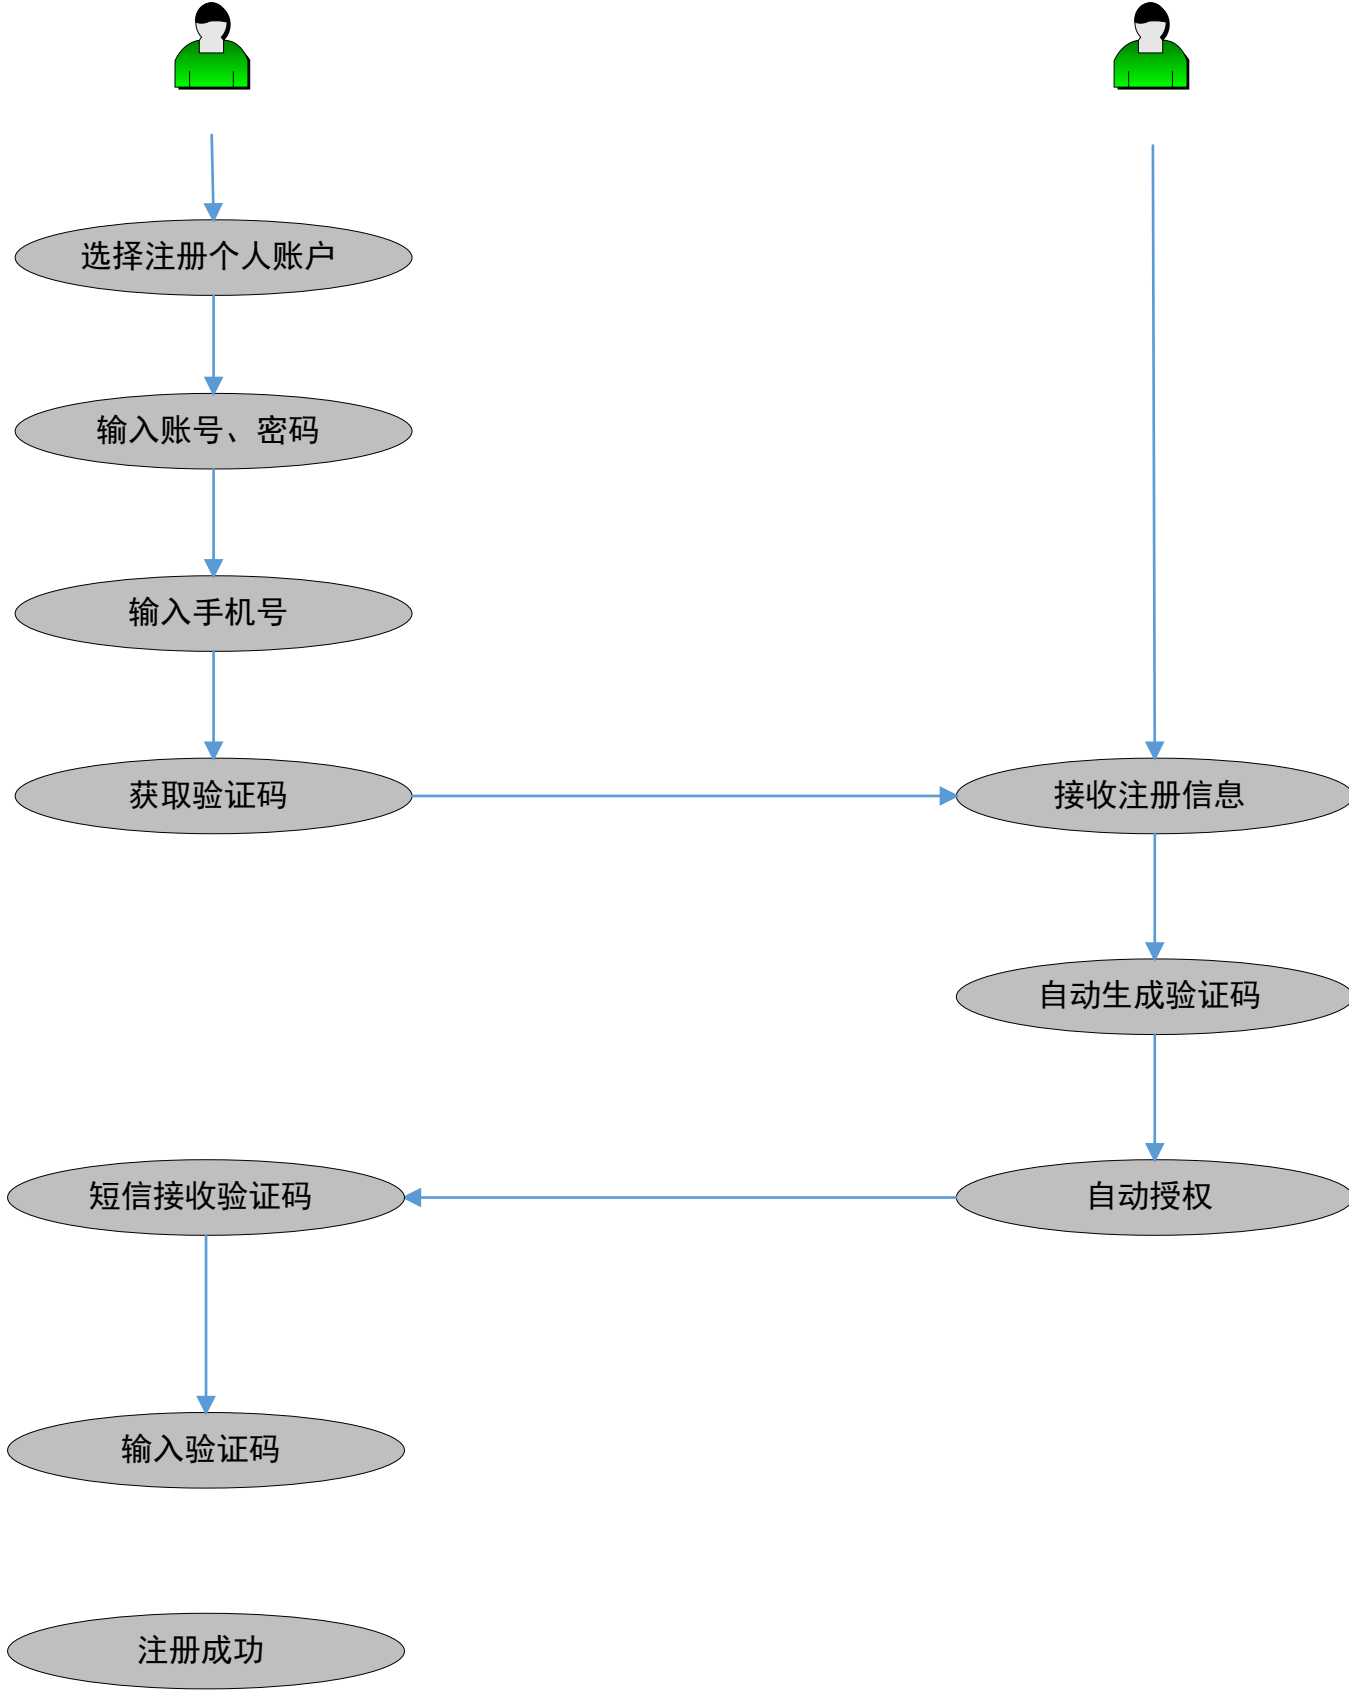 选择注册个人账户
输入账号、密码
输入手机号
获取验证码
接收注册信息
自动生成验证码
短信接收验证码
自动授权
输入验证码
注册成功